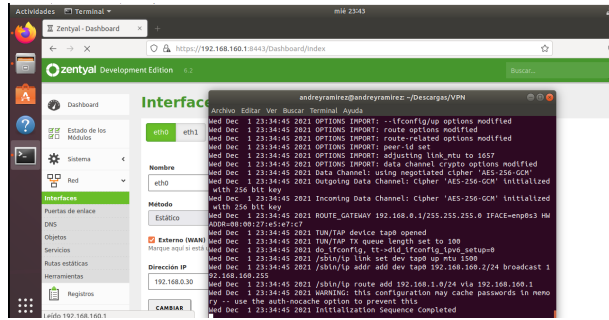 Actividades Terminal ▾ mié 23:43
Zentyal - Dashboard × +
https://192.168.160.1:8443/Dashboard/Index
zentyal Development Edition 6.2 Buscar...
Dashboard
Estado de los Módulos
Sistema
Red
Interfaces
Puertas de enlace
DNS
Objetos
Servicios
Rutas estáticas
Herramientas
Registros
Leído 192.168.160.1
Interface
eth0 eth1
Nombre
eth0
Método
Estático
Externo (WAN)
Marque aquí si está
Dirección IP
192.168.0.30
CAMBIAR
andreyramirez@andreyramirez: ~/Descargas/VPN
Archivo Editar Ver Buscar Terminal Ayuda
Wed Dec 1 23:34:45 2021 OPTIONS IMPORT: --ifconfig/up options modified
Wed Dec 1 23:34:45 2021 OPTIONS IMPORT: route options modified
Wed Dec 1 23:34:45 2021 OPTIONS IMPORT: route-related options modified
Wed Dec 1 23:34:45 2021 OPTIONS IMPORT: peer-id set
Wed Dec 1 23:34:45 2021 OPTIONS IMPORT: adjusting link_mtu to 1657
Wed Dec 1 23:34:45 2021 OPTIONS IMPORT: data channel crypto options modified
Wed Dec 1 23:34:45 2021 Data Channel: using negotiated cipher 'AES-256-GCM'
Wed Dec 1 23:34:45 2021 Outgoing Data Channel: Cipher 'AES-256-GCM' initialized
with 256 bit key
Wed Dec 1 23:34:45 2021 Incoming Data Channel: Cipher 'AES-256-GCM' initialized
with 256 bit key
Wed Dec 1 23:34:45 2021 ROUTE_GATEWAY 192.168.0.1/255.255.255.0 IFACE=enp0s3 HW
ADDR=08:00:27:e5:e7:c7
Wed Dec 1 23:34:45 2021 TUN/TAP device tap0 opened
Wed Dec 1 23:34:45 2021 TUN/TAP TX queue length set to 100
Wed Dec 1 23:34:45 2021 do_ifconfig, tt->did_ifconfig_ipv6_setup=0
Wed Dec 1 23:34:45 2021 /sbin/ip link set dev tap0 up mtu 1500
Wed Dec 1 23:34:45 2021 /sbin/ip addr add dev tap0 192.168.160.2/24 broadcast 1
92.168.160.255
Wed Dec 1 23:34:45 2021 /sbin/ip route add 192.168.1.0/24 via 192.168.160.1
Wed Dec 1 23:34:45 2021 WARNING: this configuration may cache passwords in memo
ry -- use the auth-nocache option to prevent this
Wed Dec 1 23:34:45 2021 Initialization Sequence Completed